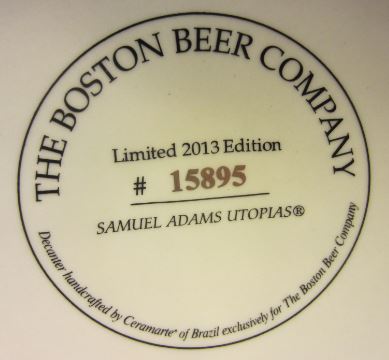 THE BOSTON BEER COMPANY
Limited 2013 Edition
# 15895
SAMUEL ADAMS UTOPIAS®
Decanter handcrafted by Ceramarte® of Brazil exclusively for The Boston Beer Company